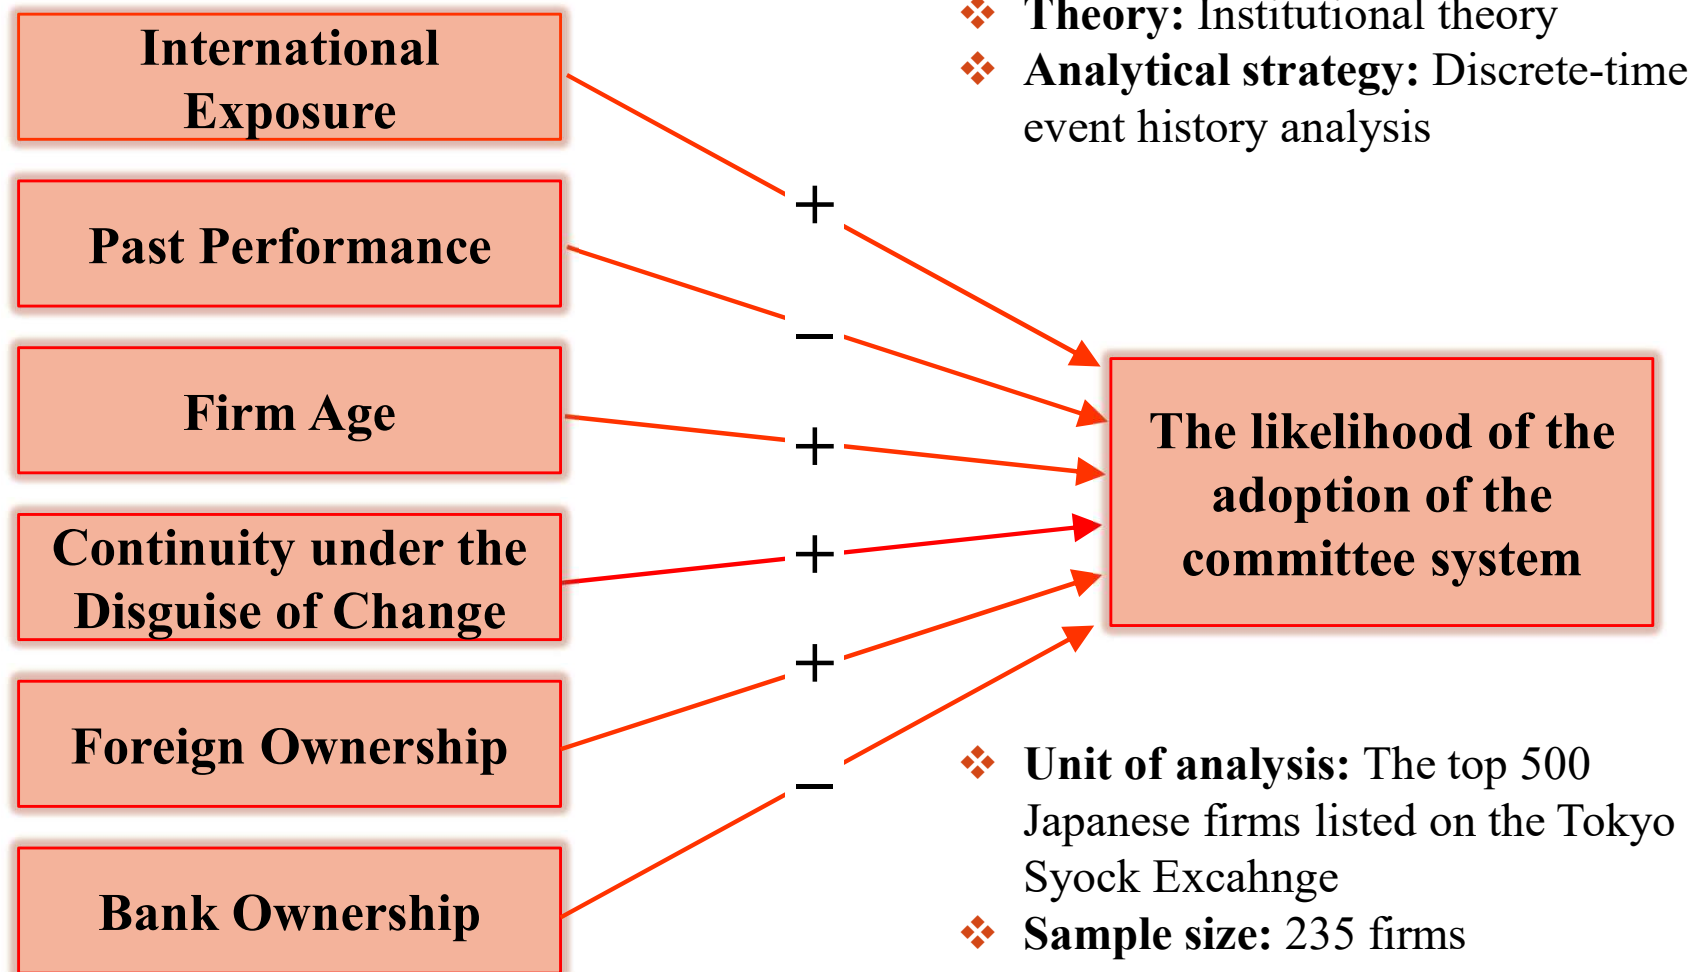 International
Exposure
Past Performance
Firm Age
Continuity under the
Disguise of Change
Foreign Ownership
Bank Ownership
+
–
+
+
+
–
The likelihood of the
adoption of the
committee system
❖ Theory: Institutional theory
❖ Analytical strategy: Discrete-time
event history analysis
❖ Unit of analysis: The top 500
Japanese firms listed on the Tokyo
Syock Excahnge
❖ Sample size: 235 firms